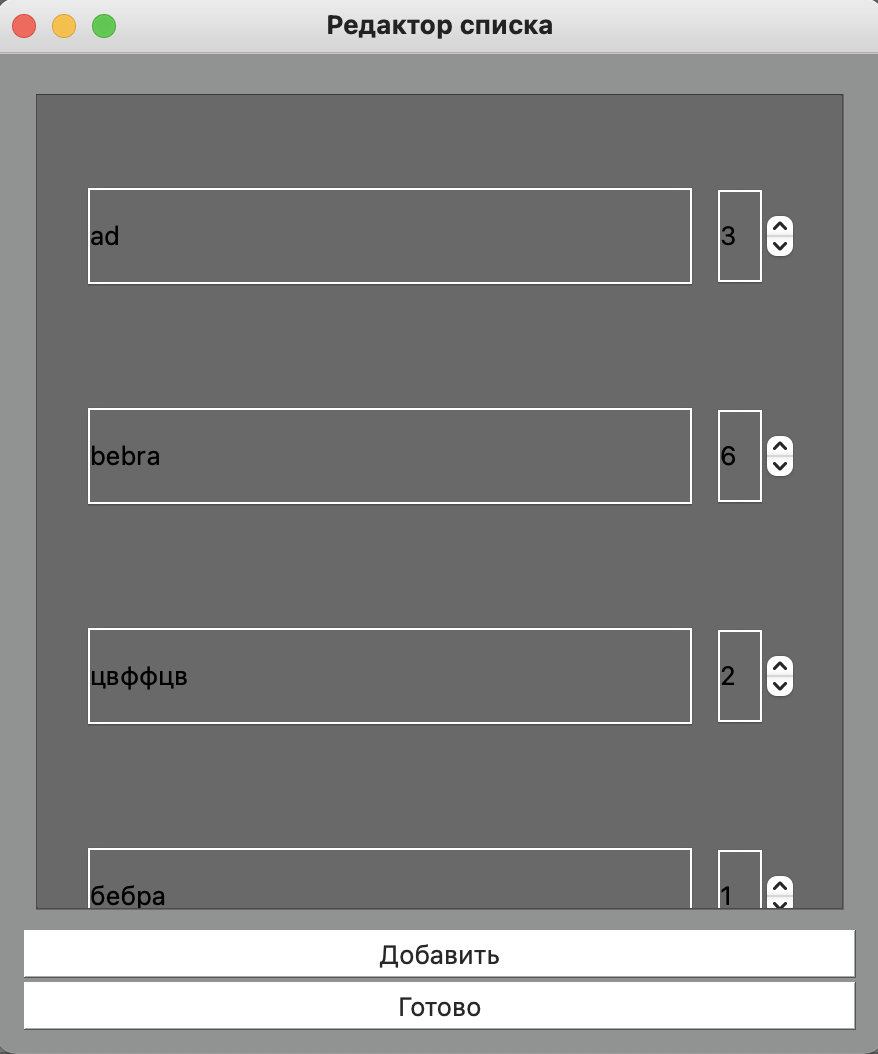 Редактор списка
ad 3
bebra 6
цвффцв 2
бебра 1
Добавить
Готово